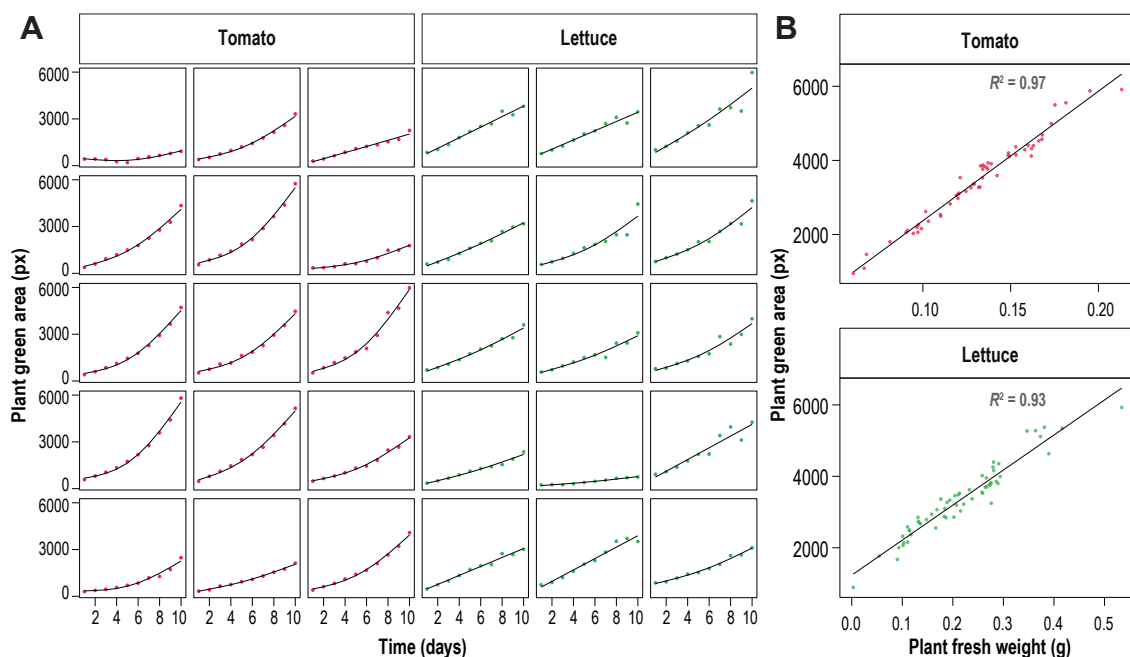 A
Tomato
Lettuce
6000
3000
0
6000
3000
0
6000
3000
0
6000
3000
0
6000
3000
0
Plant green area (px)
2 4 6 8 10 2 4 6 8 10 2 4 6 8 10 2 4 6 8 10 2 4 6 8 10 2 4 6 8 10
Time (days)
B
Tomato
R² = 0.97
6000
4000
2000
0.10 0.15 0.20
Plant green area (px)
Lettuce
R² = 0.93
6000
4000
2000
0.0 0.1 0.2 0.3 0.4 0.5
Plant fresh weight (g)